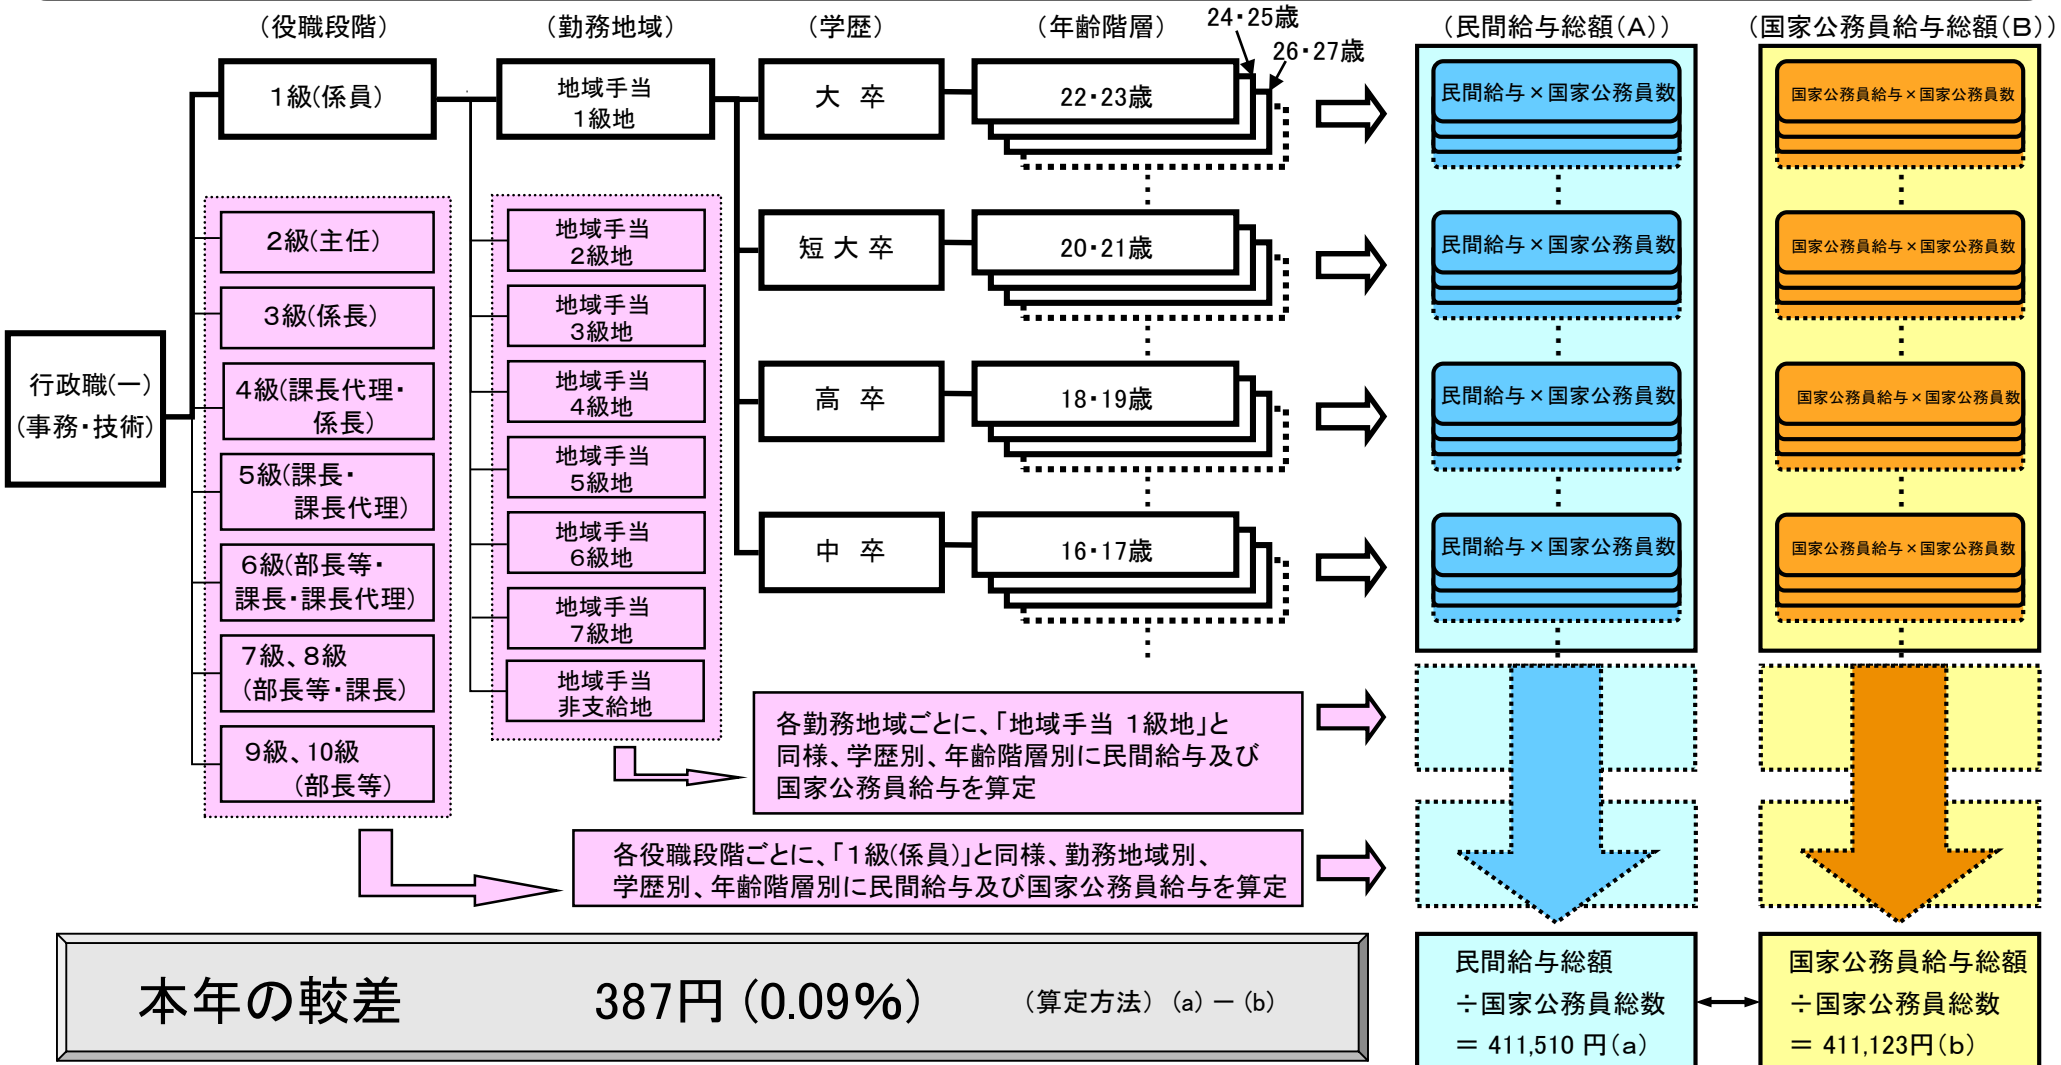 (役職段階)
(勤務地域)
(学歴)
(年齢階層)
24・25歳
26・27歳
(民間給与総額(A))
(国家公務員給与総額(B))
行政職(一)
(事務・技術)
1級(係員)
2級(主任)
3級(係長)
4級(課長代理・
係長)
5級(課長・
課長代理)
6級(部長等・
課長・課長代理)
7級、8級
(部長等・課長)
9級、10級
(部長等)
地域手当
1級地
地域手当
2級地
地域手当
3級地
地域手当
4級地
地域手当
5級地
地域手当
6級地
地域手当
7級地
地域手当
非支給地
大 卒
22・23歳
民間給与×国家公務員数
国家公務員給与×国家公務員数
短 大 卒
20・21歳
民間給与×国家公務員数
国家公務員給与×国家公務員数
高 卒
18・19歳
民間給与×国家公務員数
国家公務員給与×国家公務員数
中 卒
16・17歳
民間給与×国家公務員数
国家公務員給与×国家公務員数
各勤務地域ごとに、「地域手当 1級地」と
同様、学歴別、年齢階層別に民間給与及び
国家公務員給与を算定
各役職段階ごとに、「1級(係員)」と同様、勤務地域別、
学歴別、年齢階層別に民間給与及び国家公務員給与を算定
本年の較差 387円(0.09%) (算定方法) (a) － (b)
民間給与総額
÷国家公務員総数
＝ 411,510 円(a)
国家公務員給与総額
÷国家公務員総数
＝ 411,123円(b)